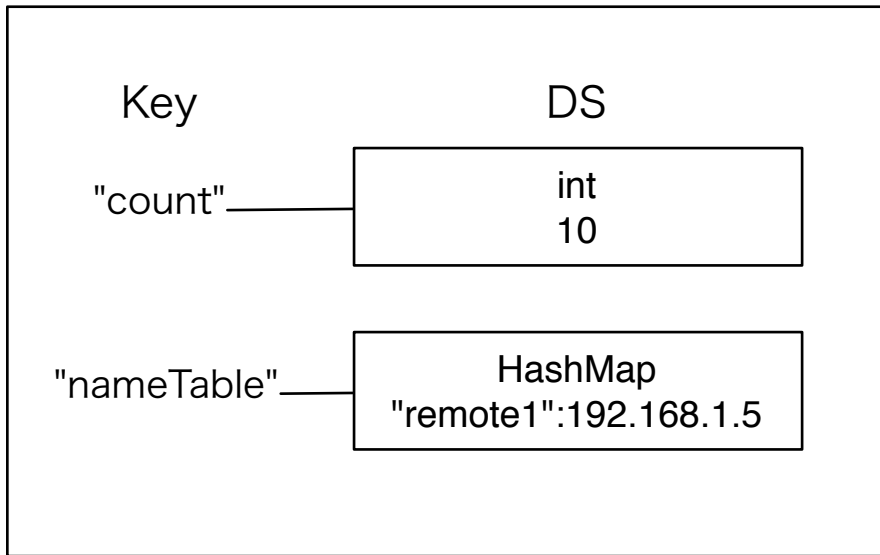 Key DS
"count"
int
10
"nameTable"
HashMap
"remote1":192.168.1.5